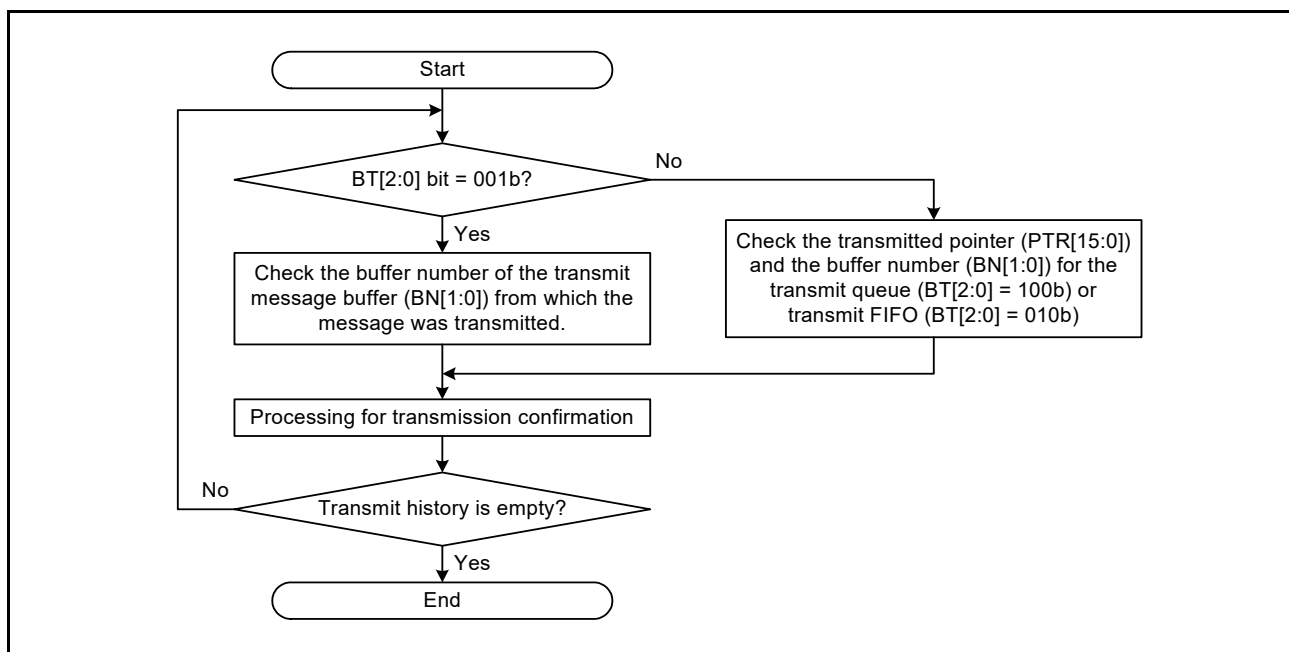 Start
BT[2:0] bit = 001b?
No
Yes
Check the buffer number of the transmit
message buffer (BN[1:0]) from which the
message was transmitted.
Check the transmitted pointer (PTR[15:0])
and the buffer number (BN[1:0]) for the
transmit queue (BT[2:0] = 100b) or
transmit FIFO (BT[2:0] = 010b)
Processing for transmission confirmation
Transmit history is empty?
No
Yes
End